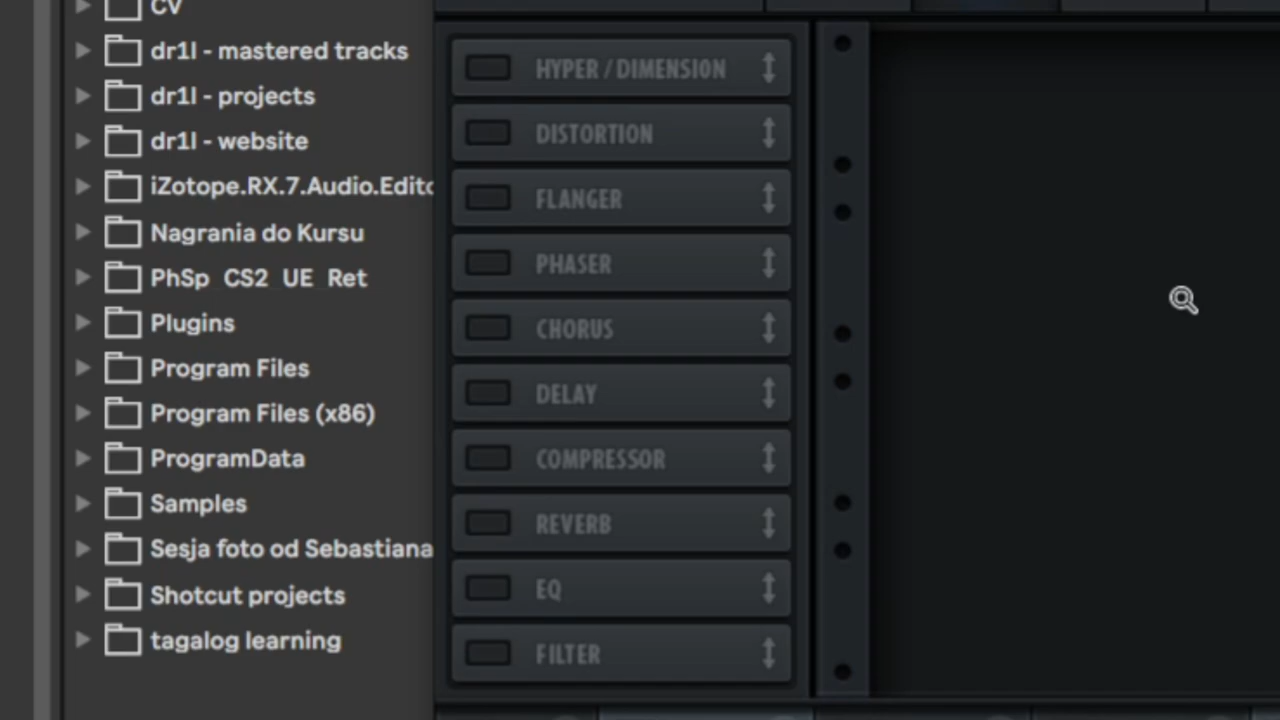 CV
dr1l - mastered tracks
dr1l - projects
dr1l - website
iZotope.RX.7.Audio.Edito
Nagrania do Kursu
PhSp CS2 UE Ret
Plugins
Program Files
Program Files (x86)
ProgramData
Samples
Sesja foto od Sebastiana
Shotcut projects
tagalog learning
HYPER / DIMENSION
DISTORTION
FLANGER
PHASER
CHORUS
DELAY
COMPRESSOR
REVERB
EQ
FILTER